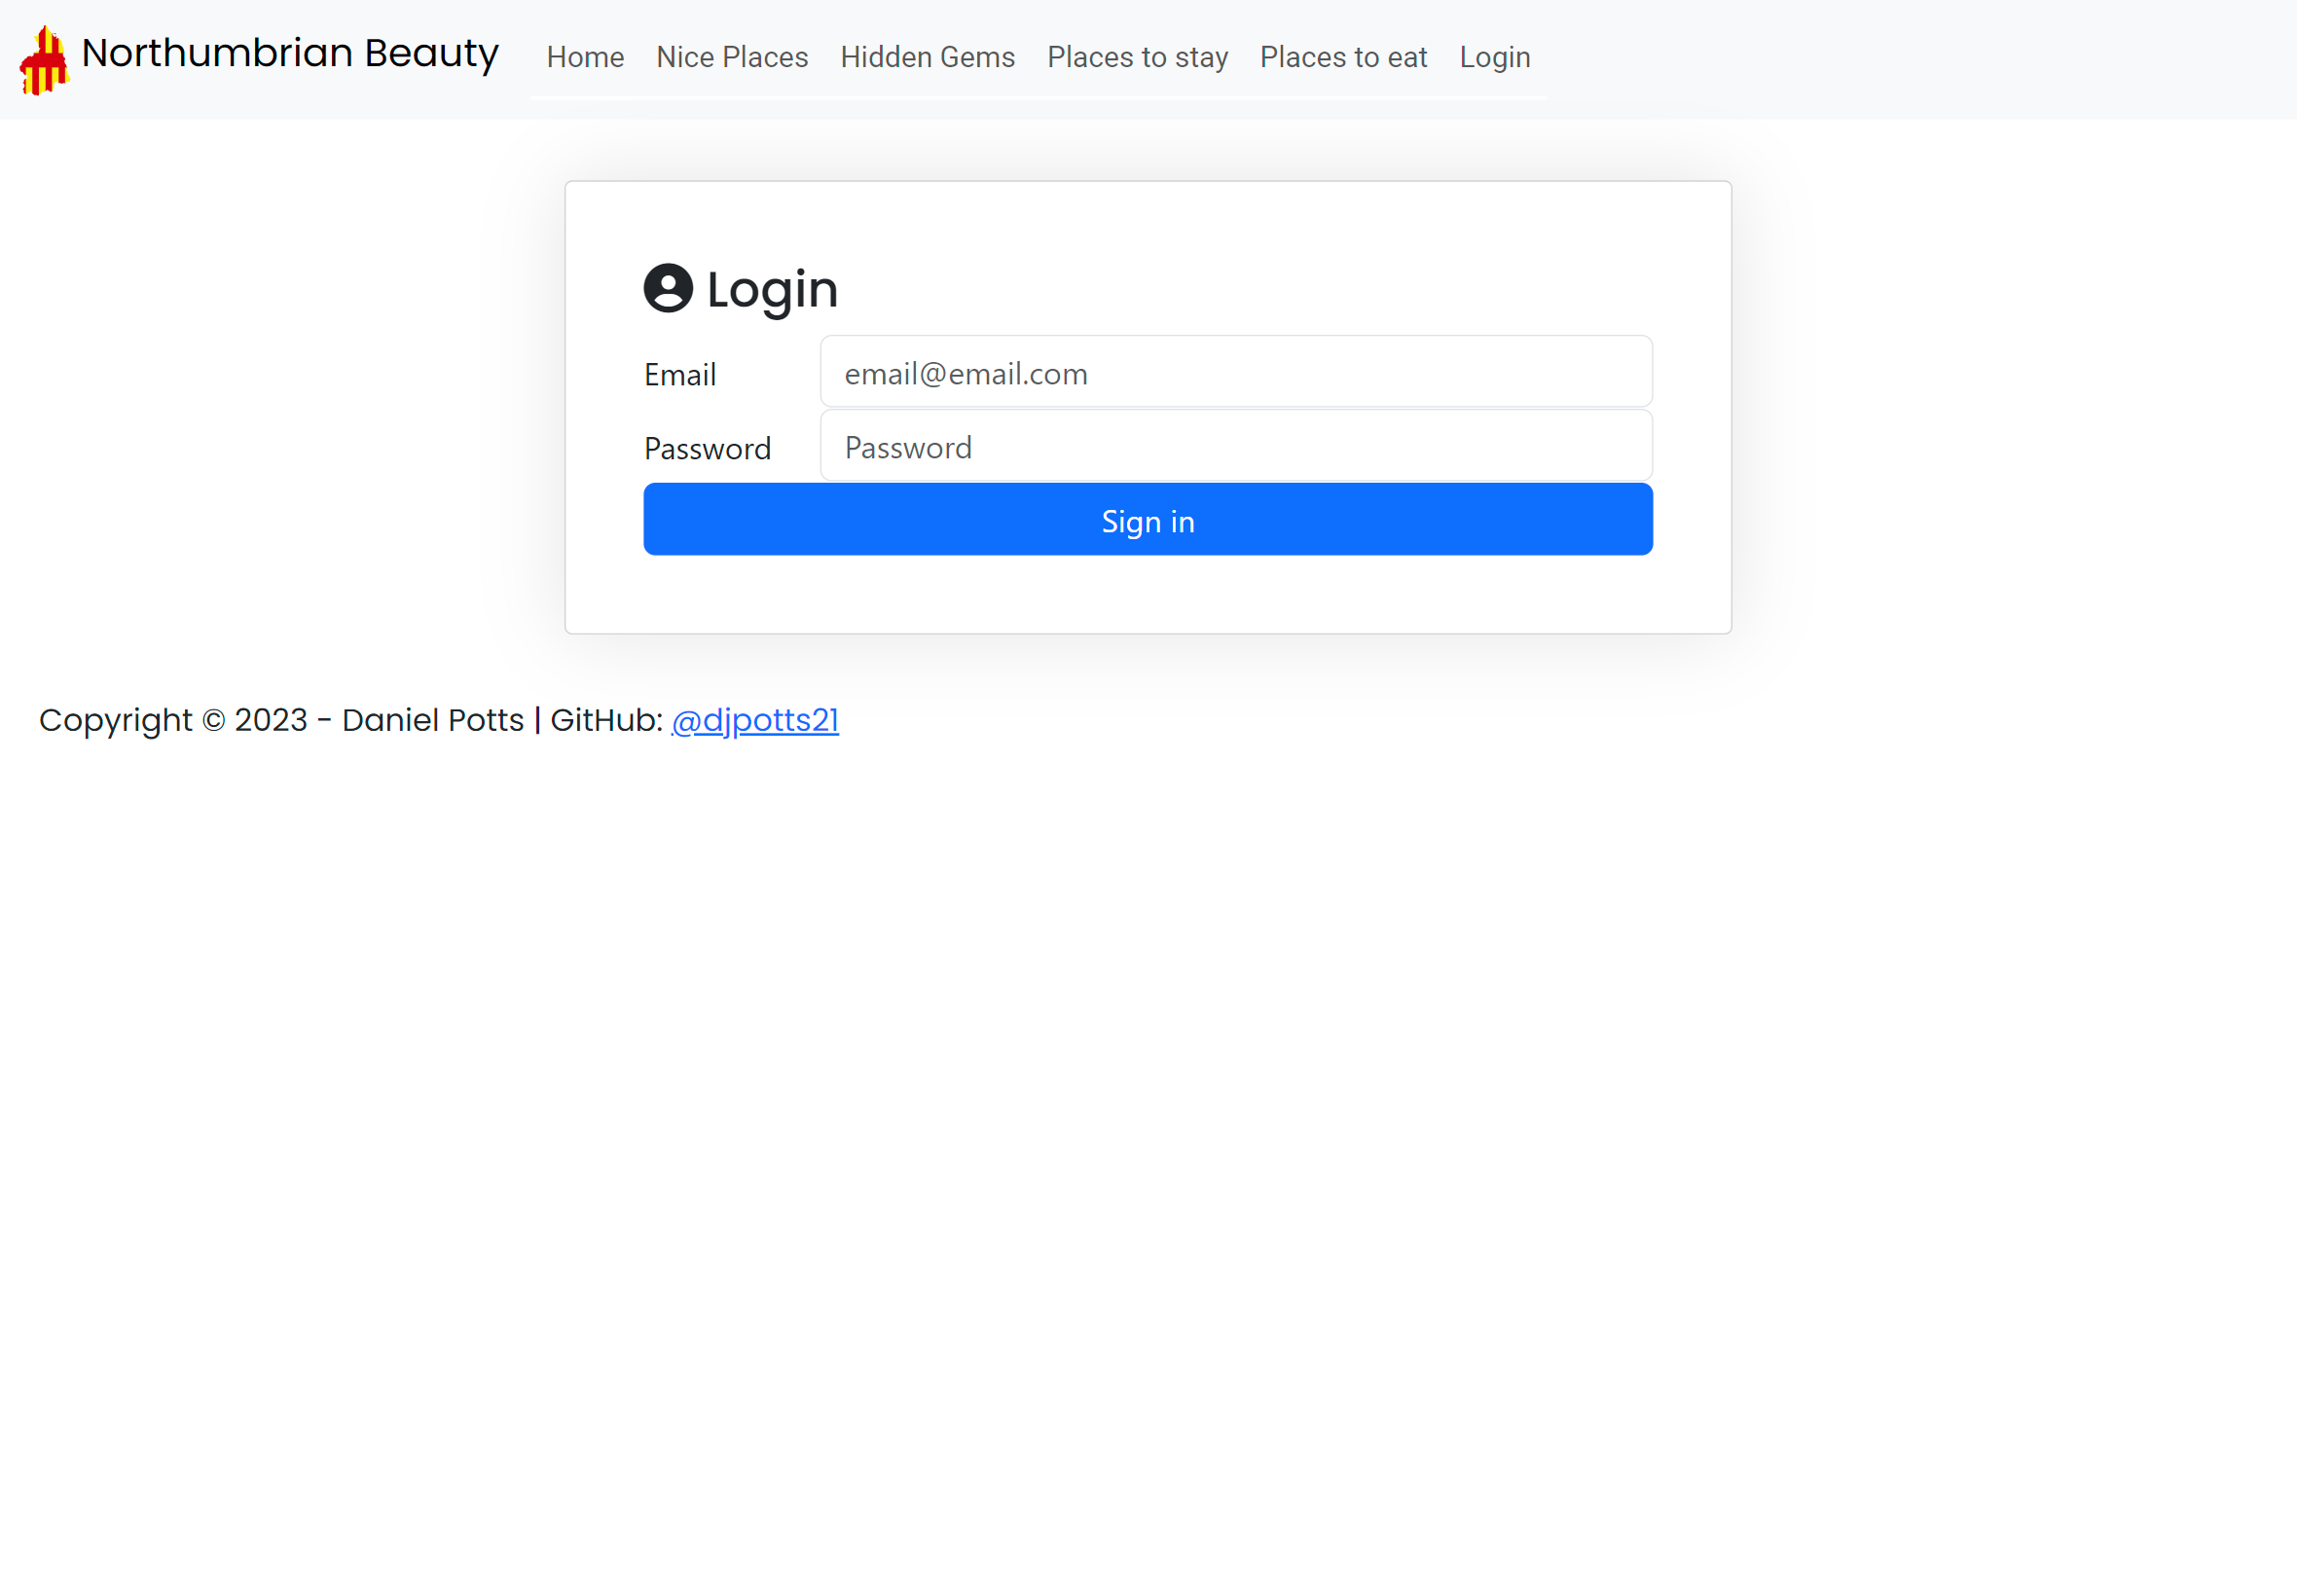 Northumbrian Beauty Home Nice Places Hidden Gems Places to stay Places to eat Login
Login
Email email@email.com
Password Password
Sign in
Copyright © 2023 - Daniel Potts | GitHub: @djpotts21